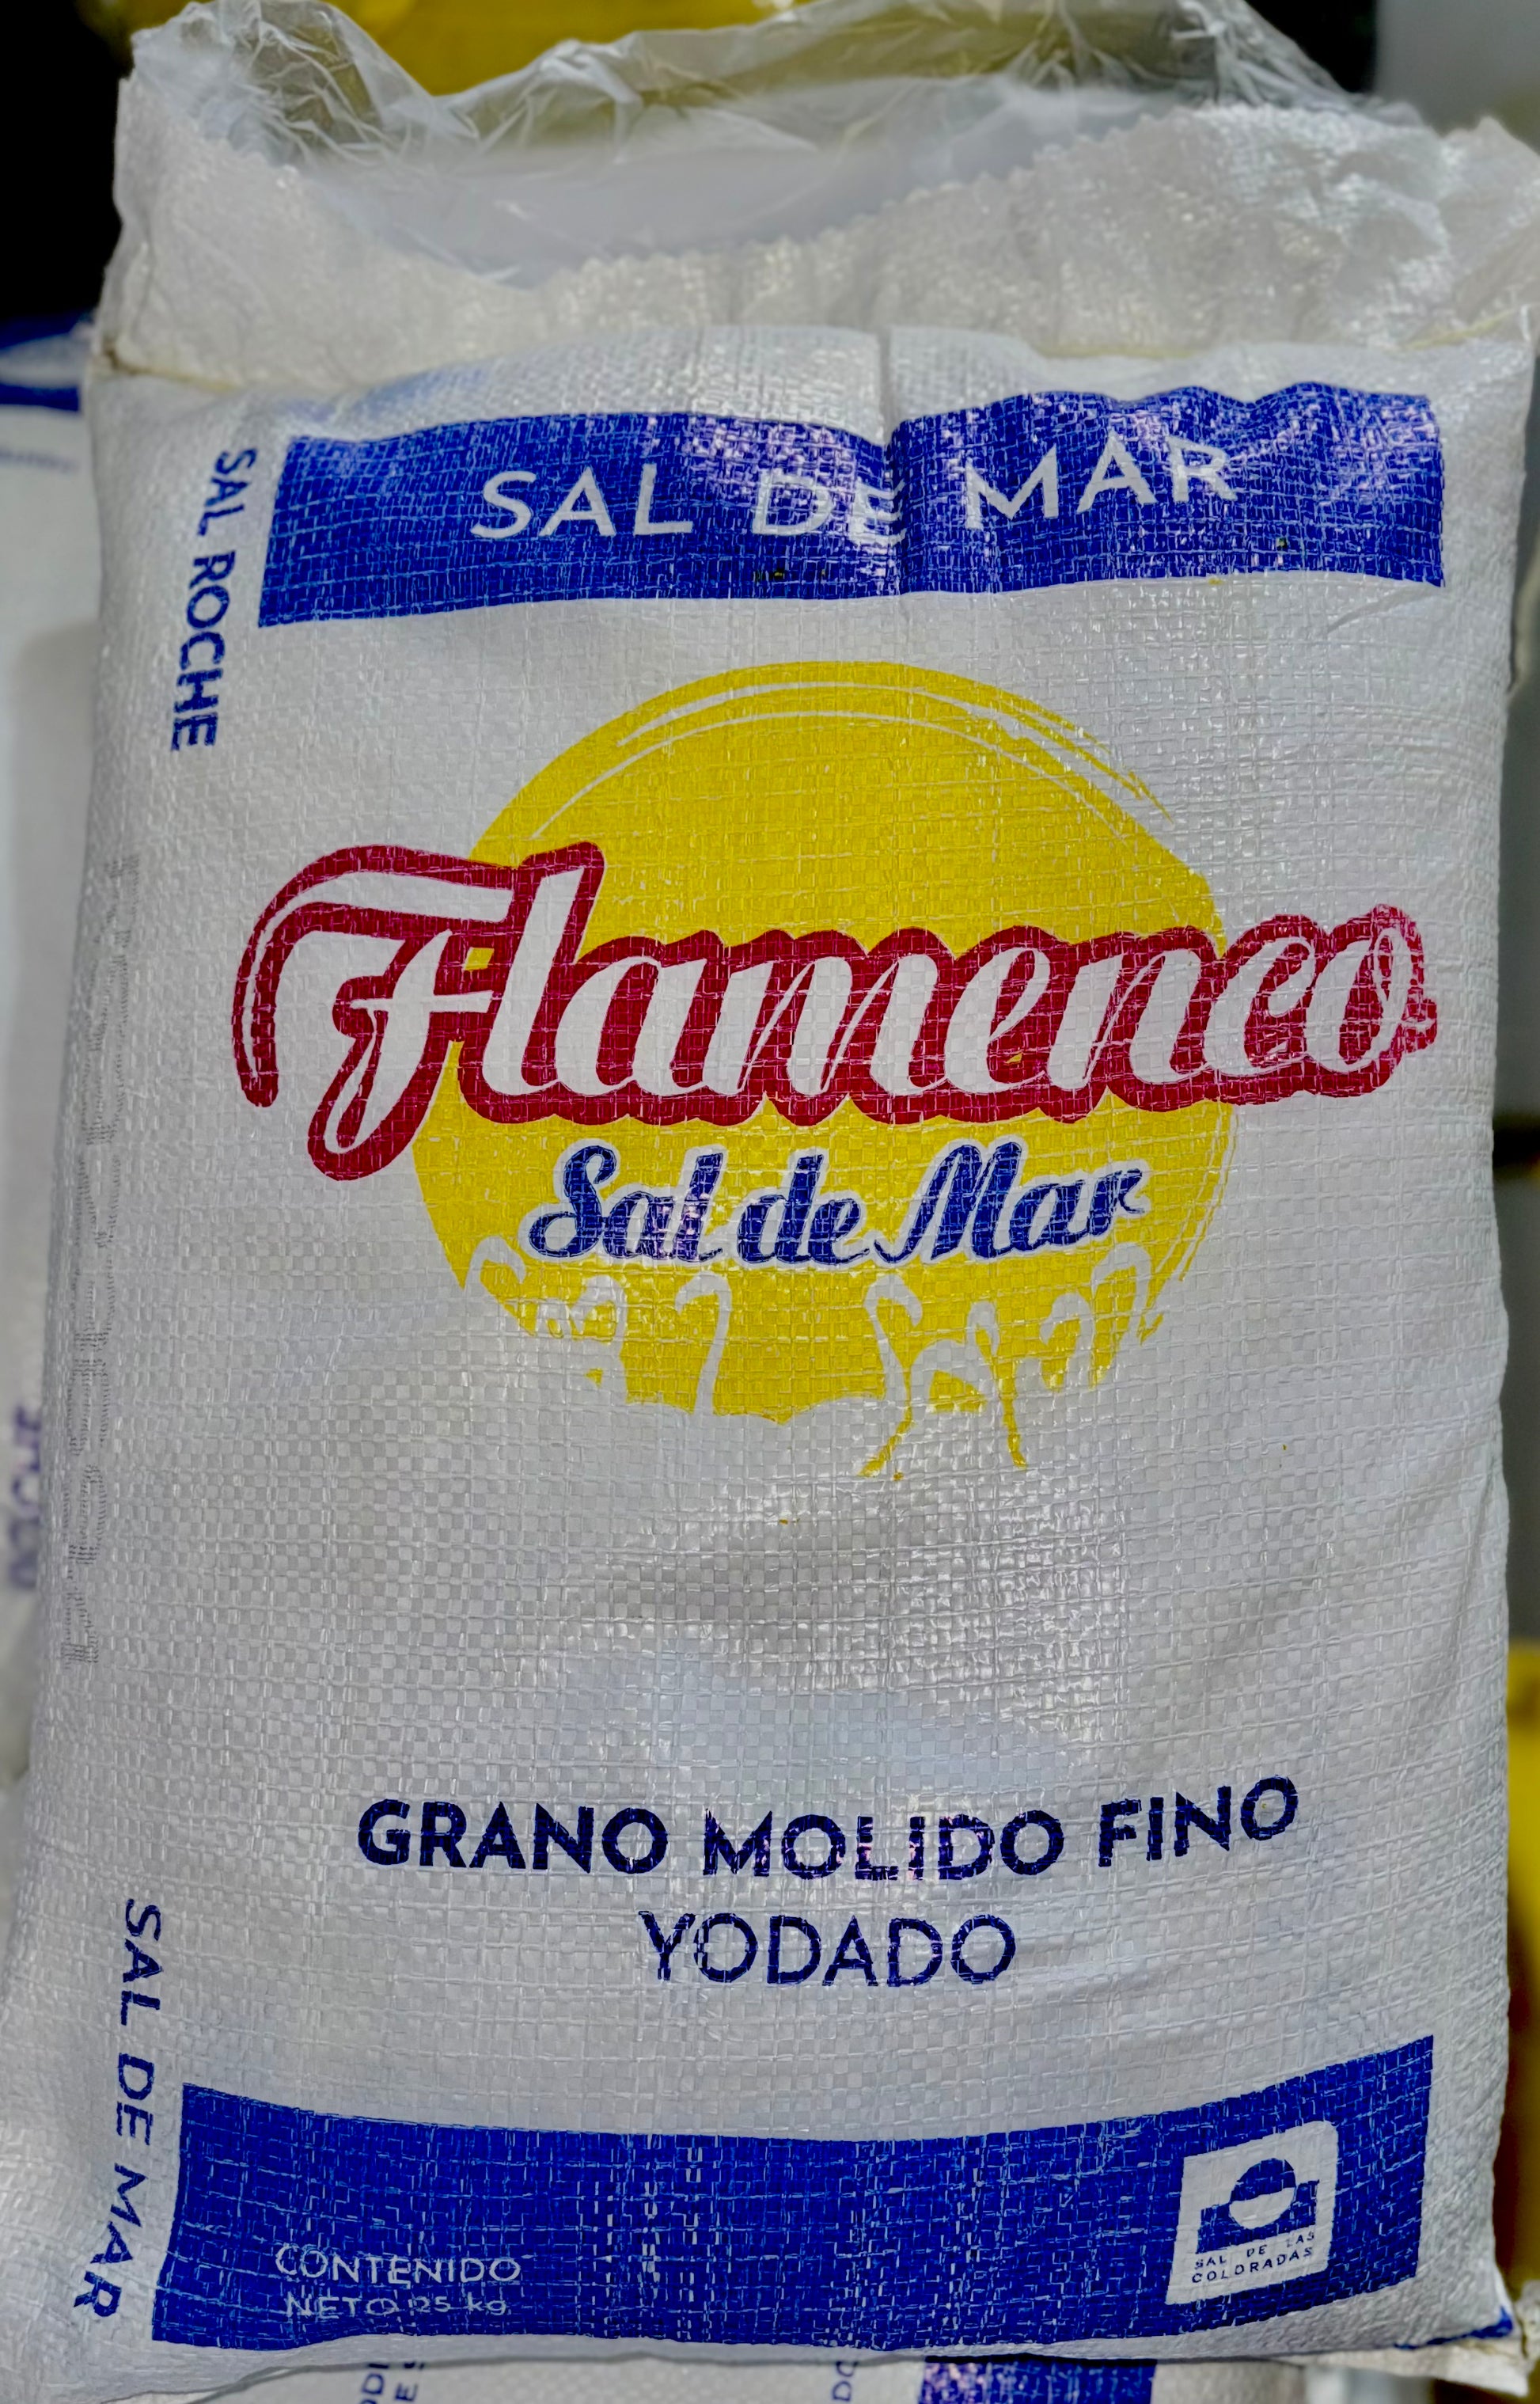 SAL DE MAR
SAL ROCHE
Flamenco
Sal de Mar
GRANO MOLIDO FINO
YODADO
SAL DE MAR
CONTENIDO
NETO 25 kg
SAL DE LAS
COLORADAS